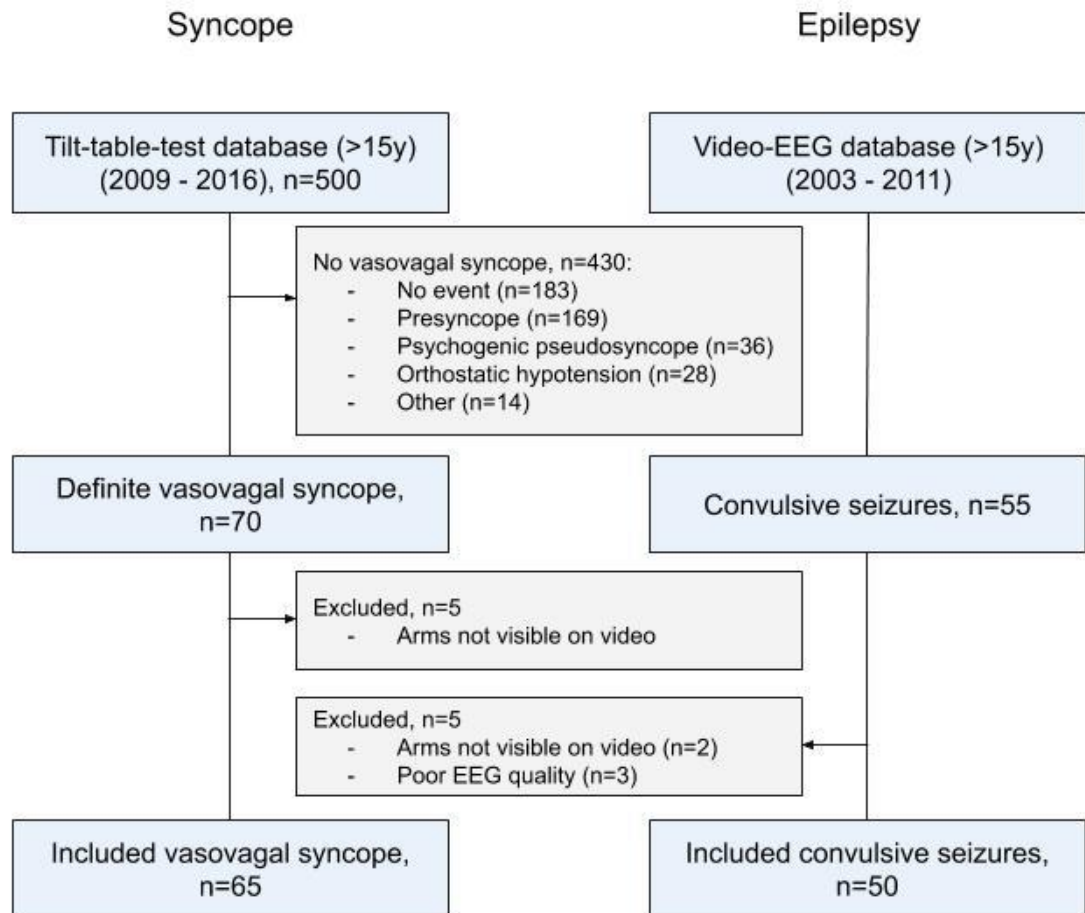 Syncope
Epilepsy
Tilt-table-test database (>15y)
(2009 - 2016), n=500
Video-EEG database (>15y)
(2003 - 2011)
No vasovagal syncope, n=430:
- No event (n=183)
- Presyncope (n=169)
- Psychogenic pseudosyncope (n=36)
- Orthostatic hypotension (n=28)
- Other (n=14)
Definite vasovagal syncope,
n=70
Convulsive seizures, n=55
Excluded, n=5
- Arms not visible on video
Excluded, n=5
- Arms not visible on video (n=2)
- Poor EEG quality (n=3)
Included vasovagal syncope,
n=65
Included convulsive seizures,
n=50